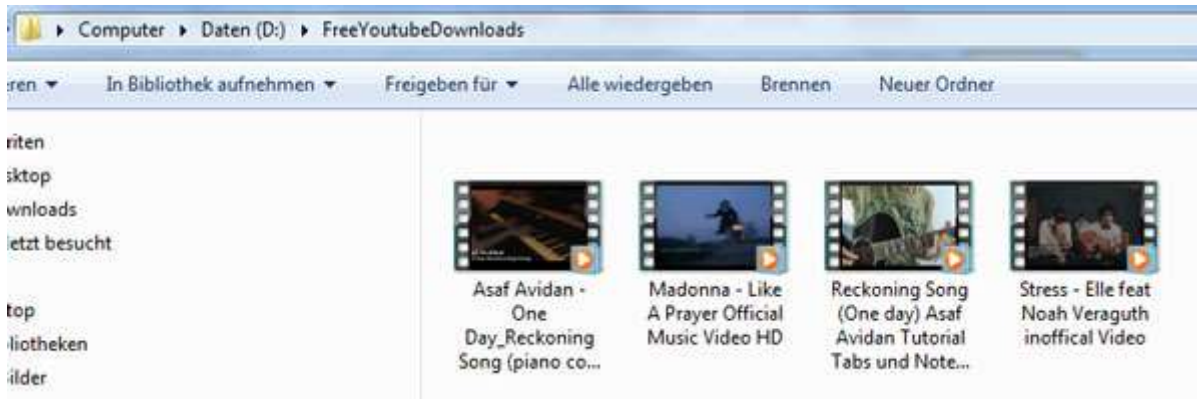 Computer ▸ Daten (D:) ▸ FreeYoutubeDownloads
eren In Bibliothek aufnehmen Freigeben für Alle wiedergeben Brennen Neuer Ordner
riten
sktop
wnloads
etzt besucht
top
liotheken
ilder
Asaf Avidan -
One
Day_Reckoning
Song (piano co...
Madonna - Like
A Prayer Official
Music Video HD
Reckoning Song
(One day) Asaf
Avidan Tutorial
Tabs und Note...
Stress - Elle feat
Noah Veraguth
inoffical Video